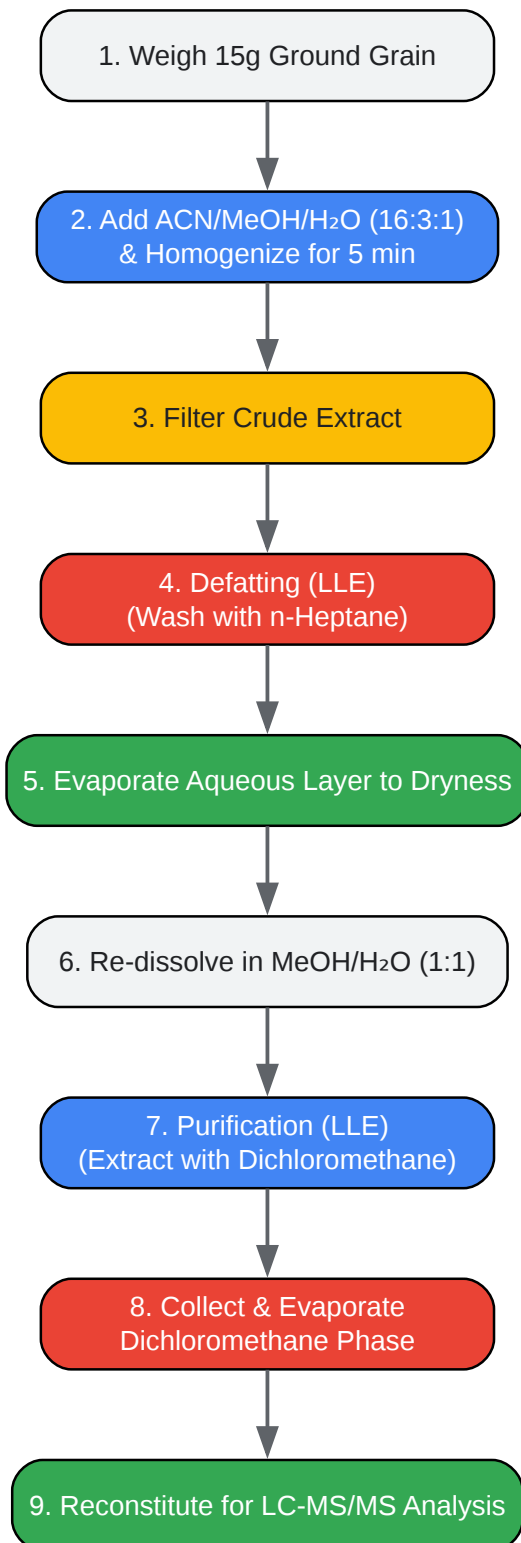 1. Weigh 15g Ground Grain
2. Add ACN/MeOH/H₂O (16:3:1)
& Homogenize for 5 min
3. Filter Crude Extract
4. Defatting (LLE)
(Wash with n-Heptane)
5. Evaporate Aqueous Layer to Dryness
6. Re-dissolve in MeOH/H₂O (1:1)
7. Purification (LLE)
(Extract with Dichloromethane)
8. Collect & Evaporate
Dichloromethane Phase
9. Reconstitute for LC-MS/MS Analysis